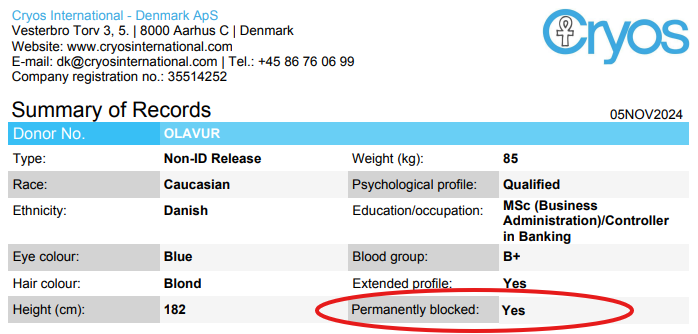 Cryos International - Denmark ApS
Vesterbro Torv 3, 5. | 8000 Aarhus C | Denmark
Website: www.cryosinternational.com
E-mail: dk@cryosinternational.com | Tel.: +45 86 76 06 99
Company registration no.: 35514252
Cryos
Summary of Records
05NOV2024
Donor No. OLAVUR
Type: Non-ID Release Weight (kg): 85
Race: Caucasian Psychological profile: Qualified
Ethnicity: Danish Education/occupation: MSc (Business
Administration)/Controller
in Banking
Eye colour: Blue Blood group: B+
Hair colour: Blond Extended profile: Yes
Height (cm): 182 Permanently blocked: Yes